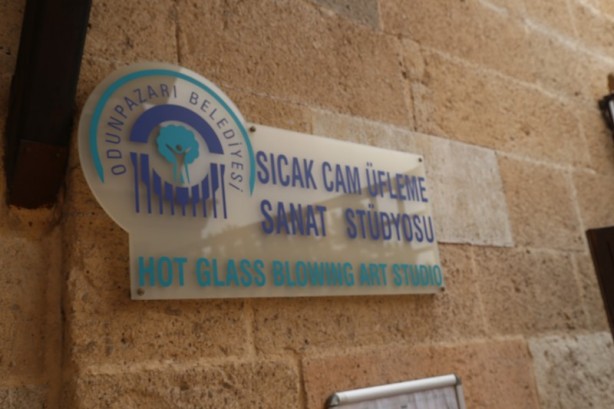 ODUNPAZARI BELEDİYESİ
SICAK CAM ÜFLEME
SANAT STÜDYOSU
HOT GLASS BLOWING ART STUDIO